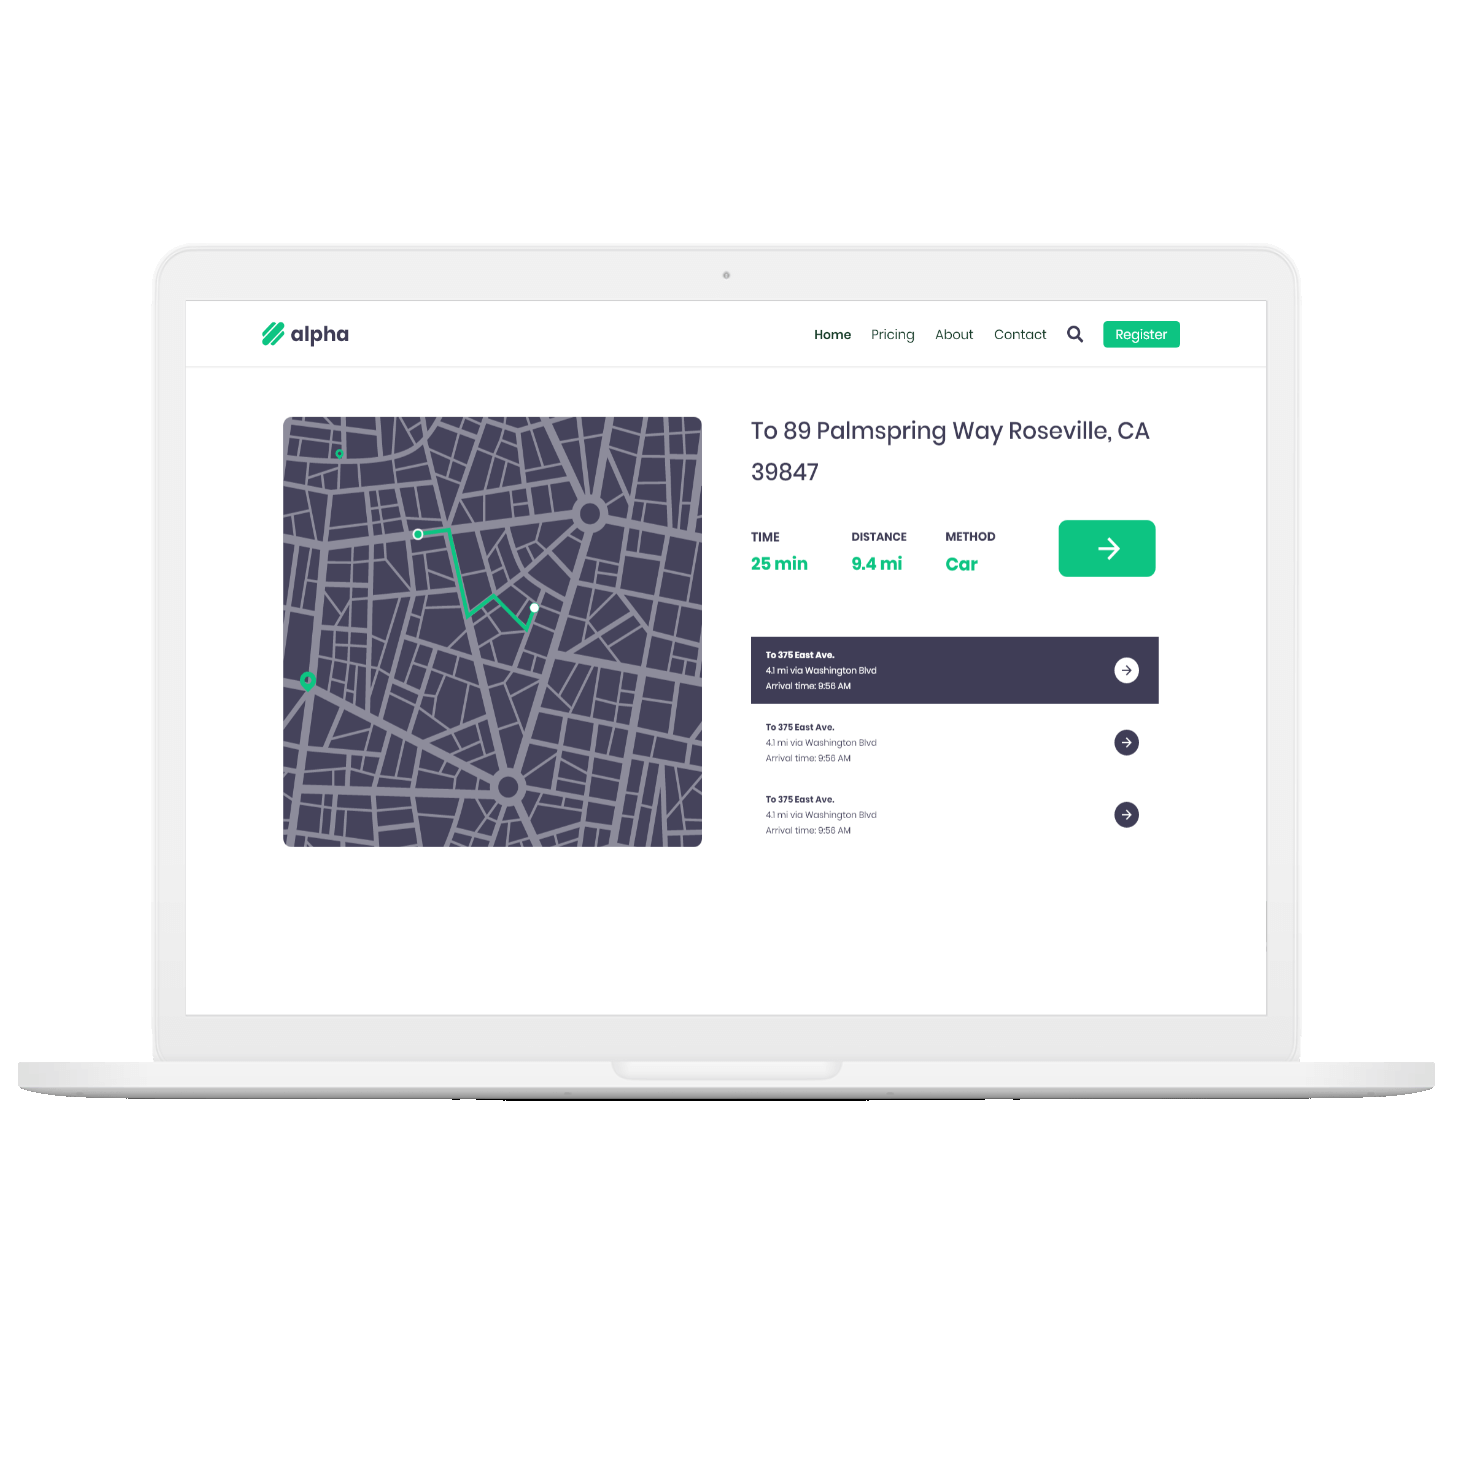 alpha
Home Pricing About Contact Register
To 89 Palmspring Way Roseville, CA
39847
TIME DISTANCE METHOD
25 min 9.4 mi Car
To 375 East Ave.
4.1 mi via Washington Blvd
Arrival time: 9:56 AM
To 375 East Ave.
4.1 mi via Washington Blvd
Arrival time: 9:56 AM
To 375 East Ave.
4.1 mi via Washington Blvd
Arrival time: 9:56 AM